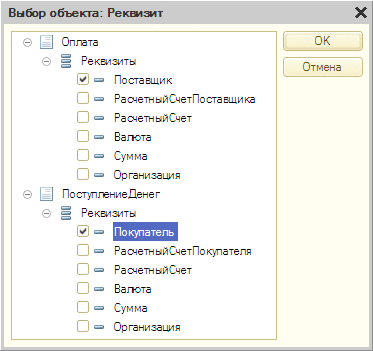 Выбор объекта: Реквизит
Оплата
Реквизиты
Поставщик
РасчетныйСчетПоставщика
РасчетныйСчет
Валюта
Сумма
Организация
ПоступлениеДенег
Реквизиты
Покупатель
РасчетныйСчетПокупателя
РасчетныйСчет
Валюта
Сумма
Организация
OK
Отмена